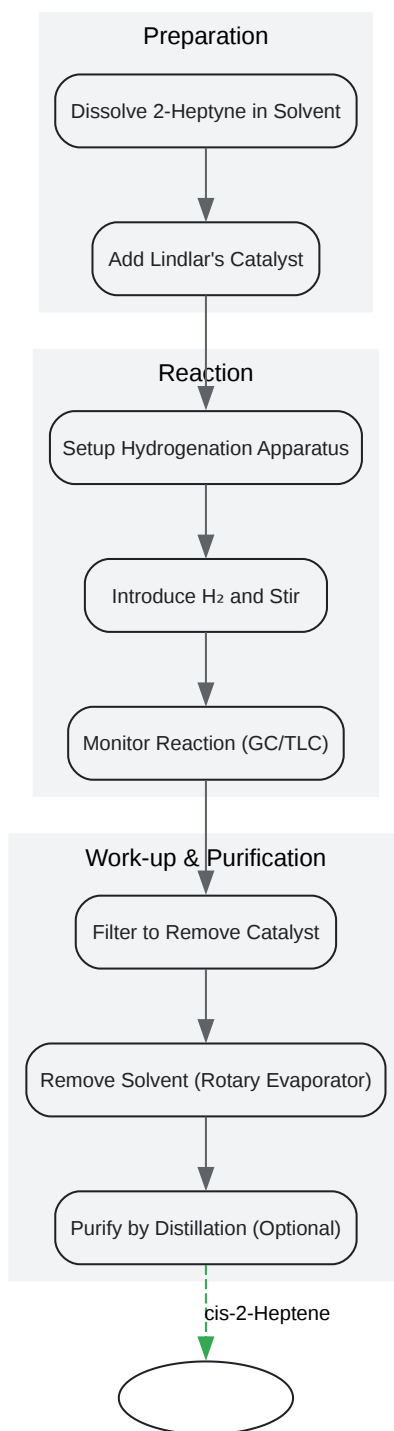 Preparation
Dissolve 2-Heptyne in Solvent
Add Lindlar's Catalyst
Reaction
Setup Hydrogenation Apparatus
Introduce H₂ and Stir
Monitor Reaction (GC/TLC)
Work-up & Purification
Filter to Remove Catalyst
Remove Solvent (Rotary Evaporator)
Purify by Distillation (Optional)
cis-2-Heptene